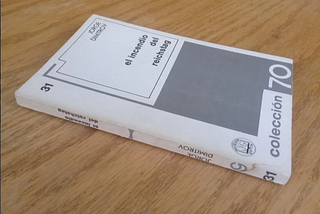 JORGE
DIMITROV
el incendio
del
reichstag
31
colección 70
el incendio
del reichstag
JORGE
DIMITROV
31